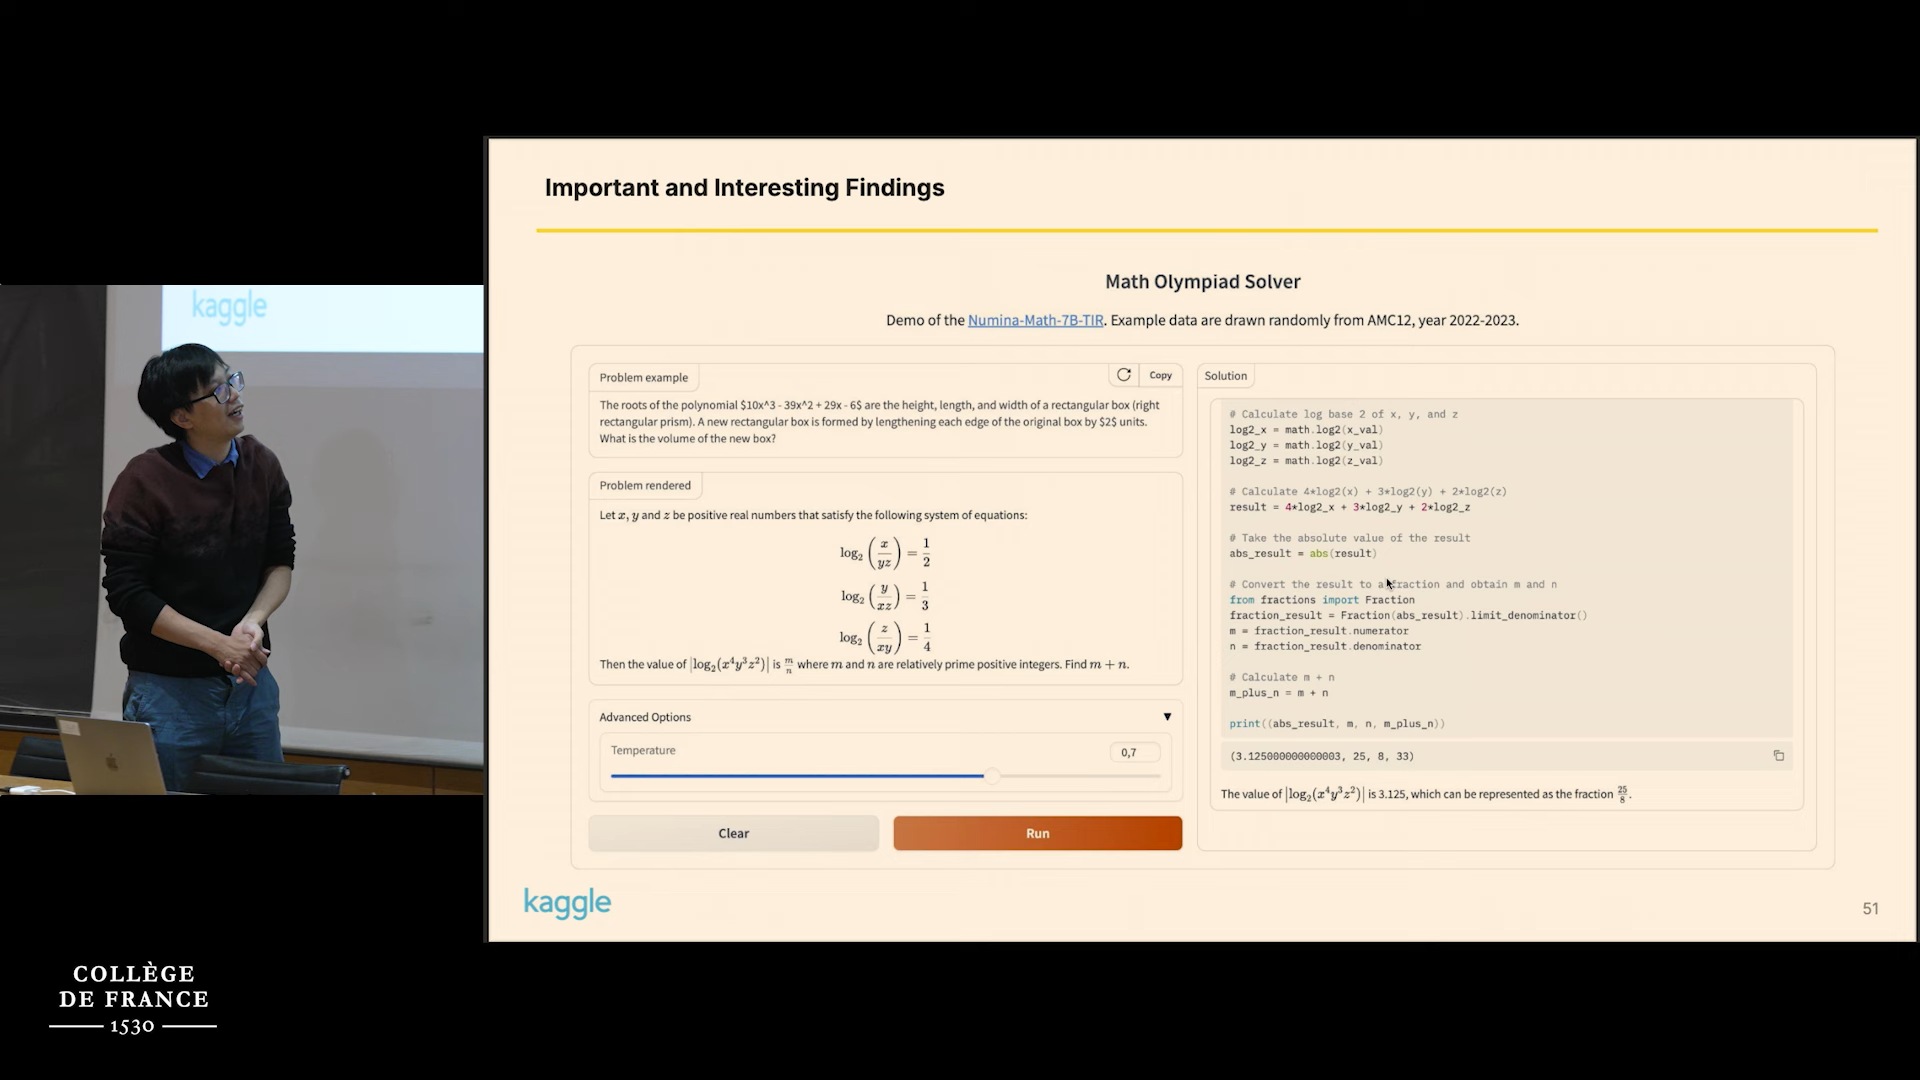 Important and Interesting Findings
Math Olympiad Solver
Demo of the Numina-Math-7B-TIR. Example data are drawn randomly from AMC12, year 2022-2023.
Problem example
Copy
The roots of the polynomial $10x^3 - 39x^2 + 29x - 6$ are the height, length, and width of a rectangular box (right
rectangular prism). A new rectangular box is formed by lengthening each edge of the original box by $2$ units.
What is the volume of the new box?
Problem rendered
Let x, y and z be positive real numbers that satisfy the following system of equations:
log₂(x/yz) = 1/2
log₂(y/xz) = 1/3
log₂(z/xy) = 1/4
Then the value of |log₂(x⁴y³z²)| is m/n where m and n are relatively prime positive integers. Find m + n.
Advanced Options ▼
Temperature
0,7
Clear
Run
Solution
# Calculate log base 2 of x, y, and z
log2_x = math.log2(x_val)
log2_y = math.log2(y_val)
log2_z = math.log2(z_val)
# Calculate 4*log2(x) + 3*log2(y) + 2*log2(z)
result = 4*log2_x + 3*log2_y + 2*log2_z
# Take the absolute value of the result
abs_result = abs(result)
# Convert the result to a fraction and obtain m and n
from fractions import Fraction
fraction_result = Fraction(abs_result).limit_denominator()
m = fraction_result.numerator
n = fraction_result.denominator
# Calculate m + n
m_plus_n = m + n
print((abs_result, m, n, m_plus_n))
(3.125000000000003, 25, 8, 33)
The value of |log₂(x⁴y³z²)| is 3.125, which can be represented as the fraction 25/8.
kaggle
51
kaggle
COLLÈGE
DE FRANCE
1530